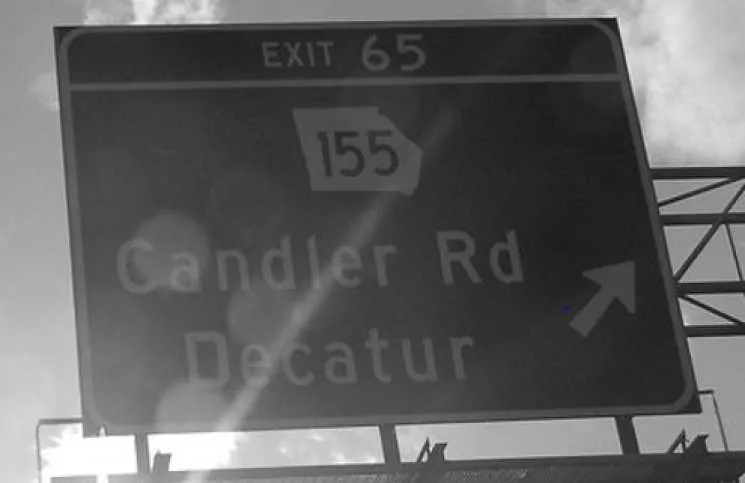 EXIT 65
155
Candler Rd
Decatur